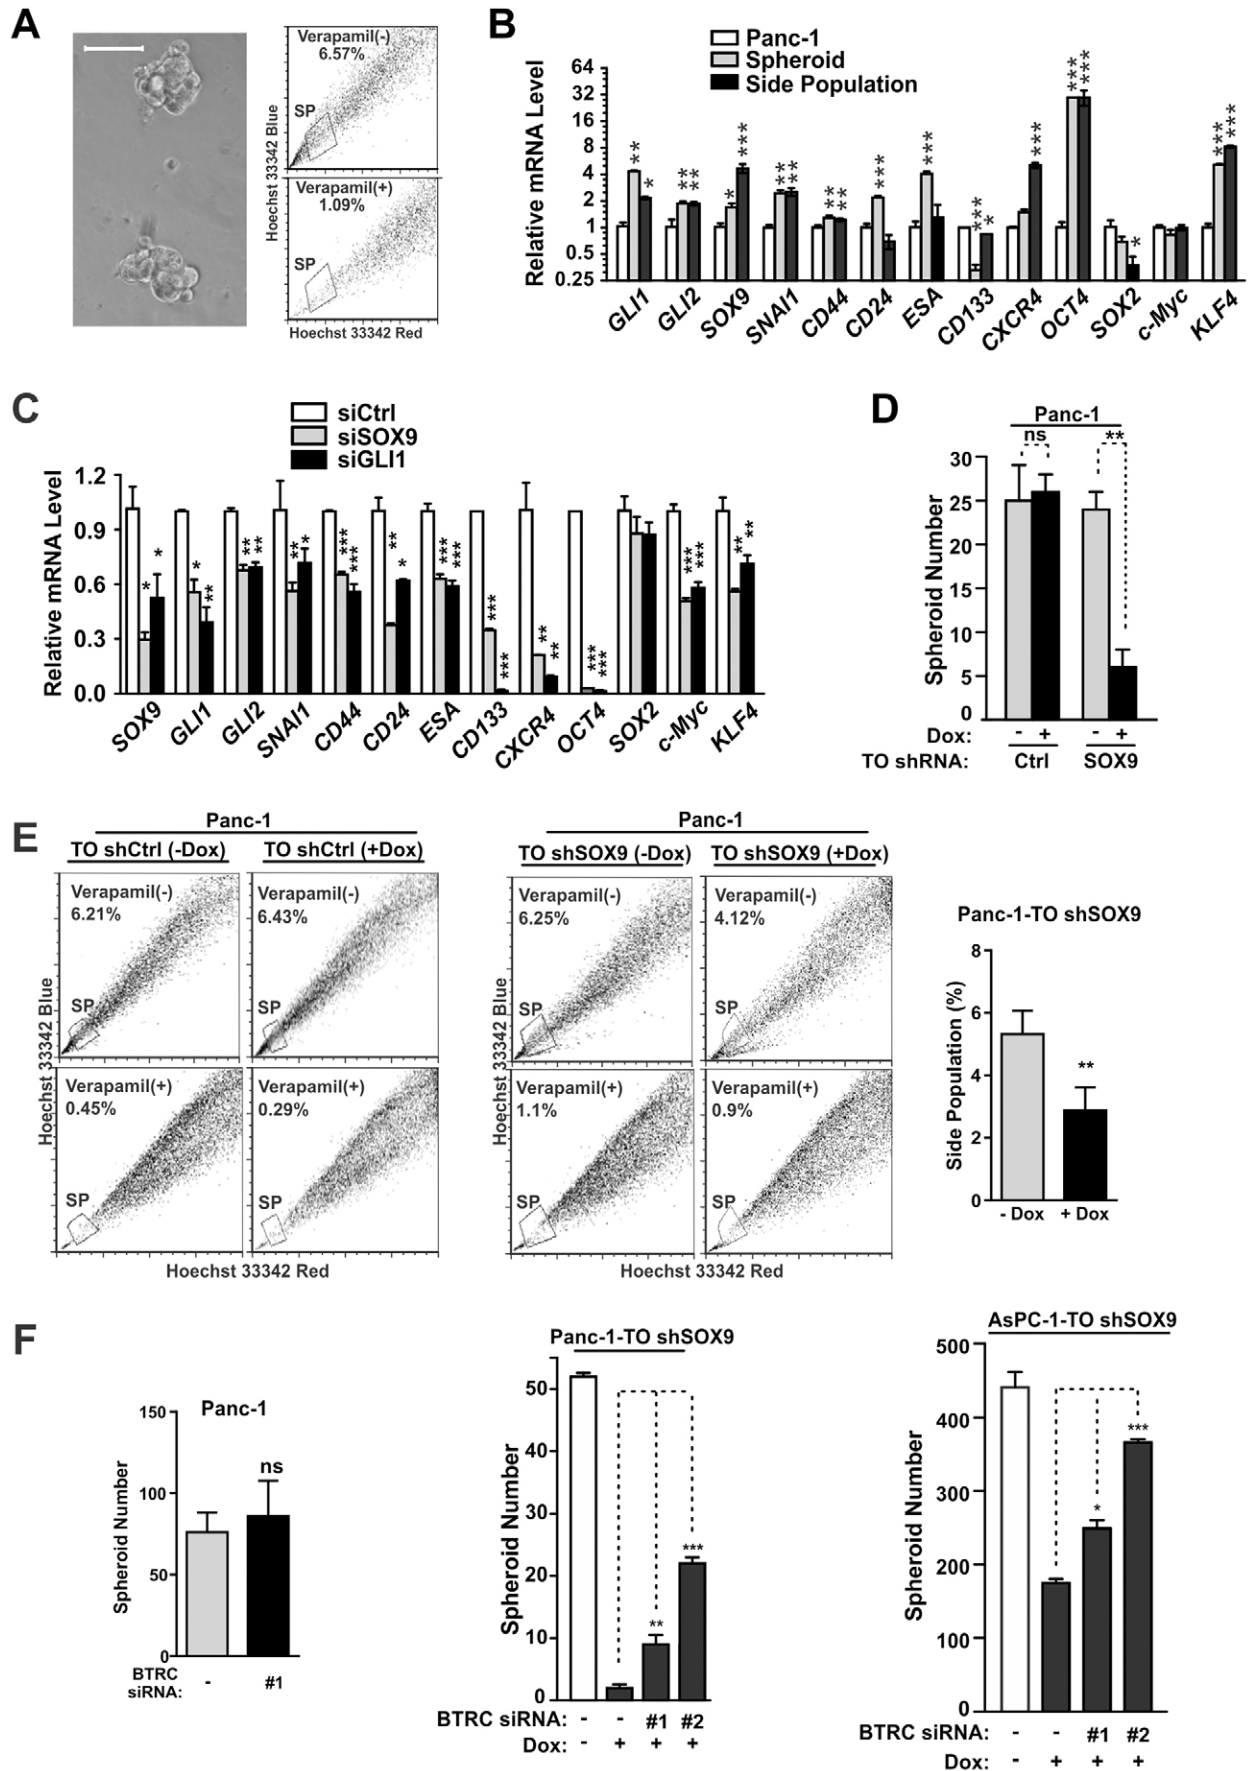 A
Verapamil(-)
6.57%
SP
Verapamil(+)
1.09%
SP
Hoechst 33342 Blue
Hoechst 33342 Red
B
Panc-1
Spheroid
Side Population
Relative mRNA Level
64
32
16
8
4
2
1
0.5
0.25
** * ** ** * *** ** ** ** ** *** *** *** * *** *** *** * *** ***
GLI1 GLI2 SOX9 SNAI1 CD44 CD24 ESA CD133 CXCR4 OCT4 SOX2 c-Myc KLF4
C
siCtrl
siSOX9
siGLI1
Relative mRNA Level
1.2
0.9
0.6
0.3
0.0
* * * ** ** ** ** * *** *** ** * *** *** *** *** ** ** *** *** *** *** ** **
SOX9 GLI1 GLI2 SNAI1 CD44 CD24 ESA CD133 CXCR4 OCT4 SOX2 c-Myc KLF4
D
Panc-1
ns **
Spheroid Number
30
25
20
15
10
5
0
Dox: - + - +
TO shRNA: Ctrl SOX9
E
Panc-1
TO shCtrl (-Dox) TO shCtrl (+Dox)
Verapamil(-)
6.21%
SP
Verapamil(-)
6.43%
SP
Verapamil(+)
0.45%
SP
Verapamil(+)
0.29%
SP
Hoechst 33342 Blue
Hoechst 33342 Red
Panc-1
TO shSOX9 (-Dox) TO shSOX9 (+Dox)
Verapamil(-)
6.25%
SP
Verapamil(-)
4.12%
SP
Verapamil(+)
1.1%
SP
Verapamil(+)
0.9%
SP
Hoechst 33342 Blue
Hoechst 33342 Red
Panc-1-TO shSOX9
Side Population (%)
8
6
4
2
0
**
- Dox + Dox
F
Panc-1
Spheroid Number
150
100
50
0
ns
BTRC
siRNA: - #1
Panc-1-TO shSOX9
Spheroid Number
50
40
30
20
10
0
** ***
BTRC siRNA: - - #1 #2
Dox: - + + +
AsPC-1-TO shSOX9
Spheroid Number
500
400
300
200
100
0
* ***
BTRC siRNA: - - #1 #2
Dox: - + + +